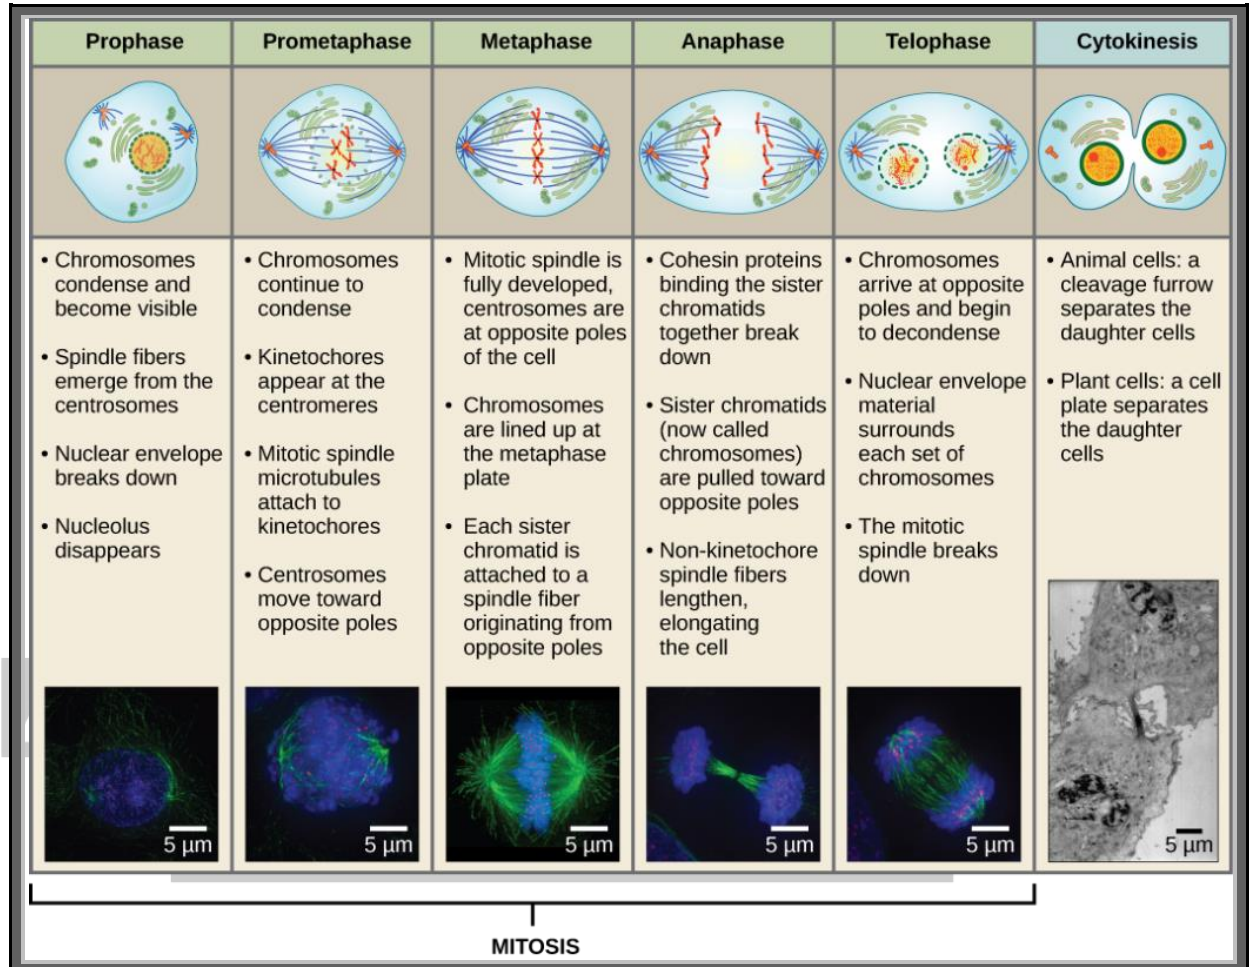 Prophase
Prometaphase
Metaphase
Anaphase
Telophase
Cytokinesis
• Chromosomes
condense and
become visible
• Spindle fibers
emerge from the
centrosomes
• Nuclear envelope
breaks down
• Nucleolus
disappears
• Chromosomes
continue to
condense
• Kinetochores
appear at the
centromeres
• Mitotic spindle
microtubules
attach to
kinetochores
• Centrosomes
move toward
opposite poles
• Mitotic spindle is
fully developed,
centrosomes are
at opposite poles
of the cell
• Chromosomes
are lined up at
the metaphase
plate
• Each sister
chromatid is
attached to a
spindle fiber
originating from
opposite poles
• Cohesin proteins
binding the sister
chromatids
together break
down
• Sister chromatids
(now called
chromosomes)
are pulled toward
opposite poles
• Non-kinetochore
spindle fibers
lengthen,
elongating
the cell
• Chromosomes
arrive at opposite
poles and begin
to decondense
• Nuclear envelope
material
surrounds
each set of
chromosomes
• The mitotic
spindle breaks
down
• Animal cells: a
cleavage furrow
separates the
daughter cells
• Plant cells: a cell
plate separates
the daughter
cells
5 µm
5 µm
5 µm
5 µm
5 µm
5 µm
MITOSIS